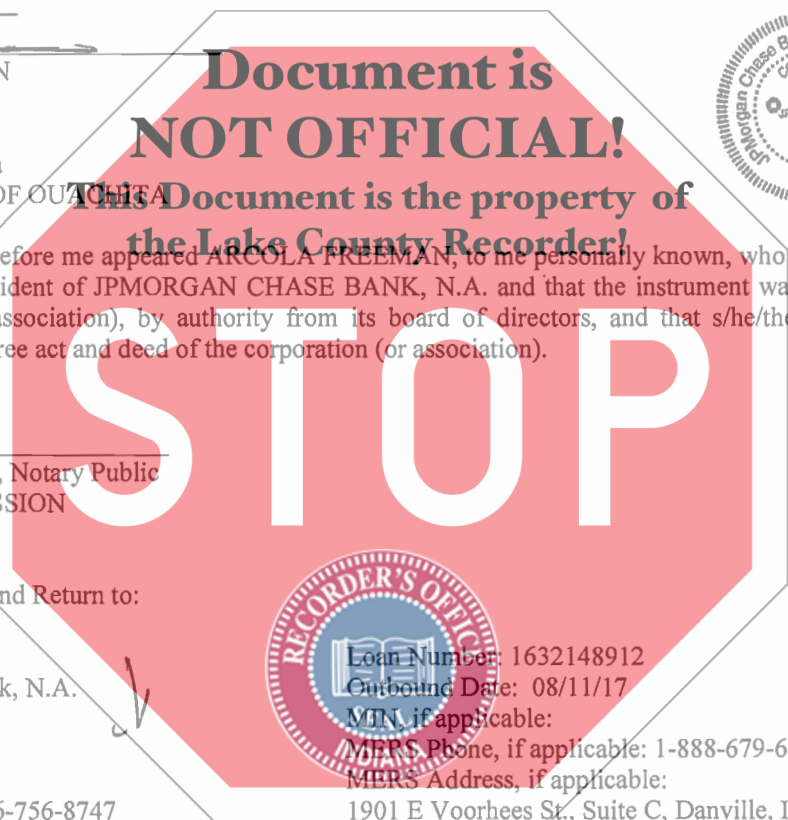 Document is
NOT OFFICIAL!
This Document is the property of
the Lake County Recorder!
N
OF OUACHITA
JPMorgan Chase
efore me appeared ARCOLA FREEMAN, to me personally known, who
ident of JPMORGAN CHASE BANK, N.A. and that the instrument wa
association), by authority from its board of directors, and that s/he/the
ree act and deed of the corporation (or association).
STOP
, Notary Public
SSION
nd Return to:
RECORDER'S OFFIC
SEAL
INDIANA
k, N.A.
Loan Number: 1632148912
Outbound Date: 08/11/17
MIN, if applicable:
MERS Phone, if applicable: 1-888-679-6
MERS Address, if applicable:
6-756-8747
1901 E Voorhees St., Suite C, Danville, I